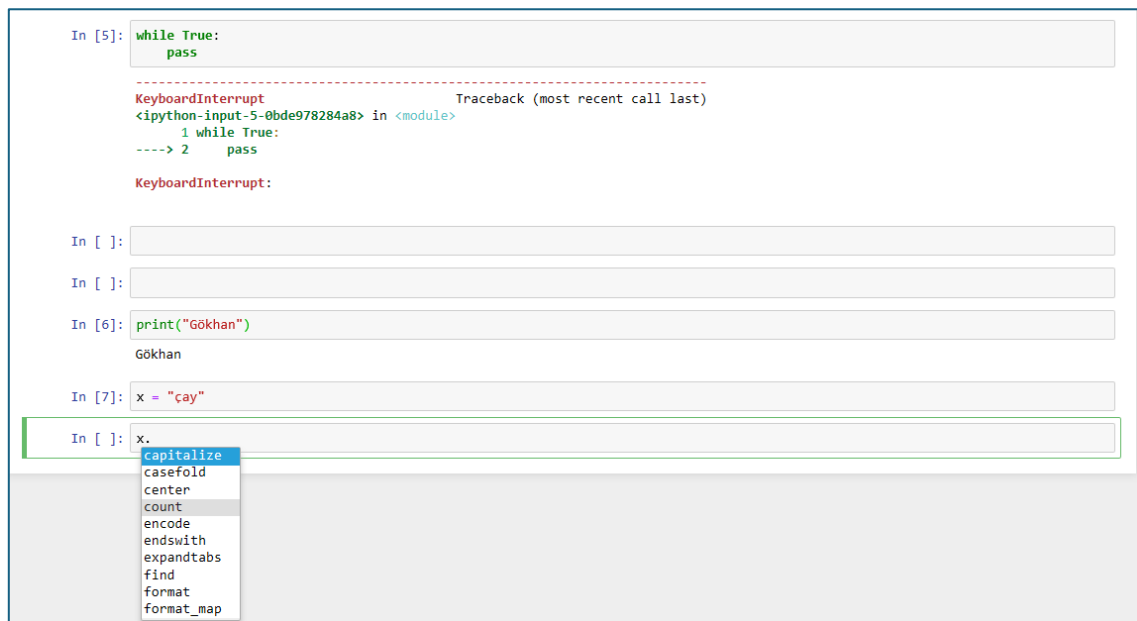 In [5]: while True:
    pass
---------------------------------------------------------------------------
KeyboardInterrupt                         Traceback (most recent call last)
<ipython-input-5-0bde978284a8> in <module>
      1 while True:
----> 2     pass
KeyboardInterrupt:
In [ ]:
In [ ]:
In [6]: print("Gökhan")
Gökhan
In [7]: x = "çay"
In [ ]: x.
capitalize
casefold
center
count
encode
endswith
expandtabs
find
format
format_map